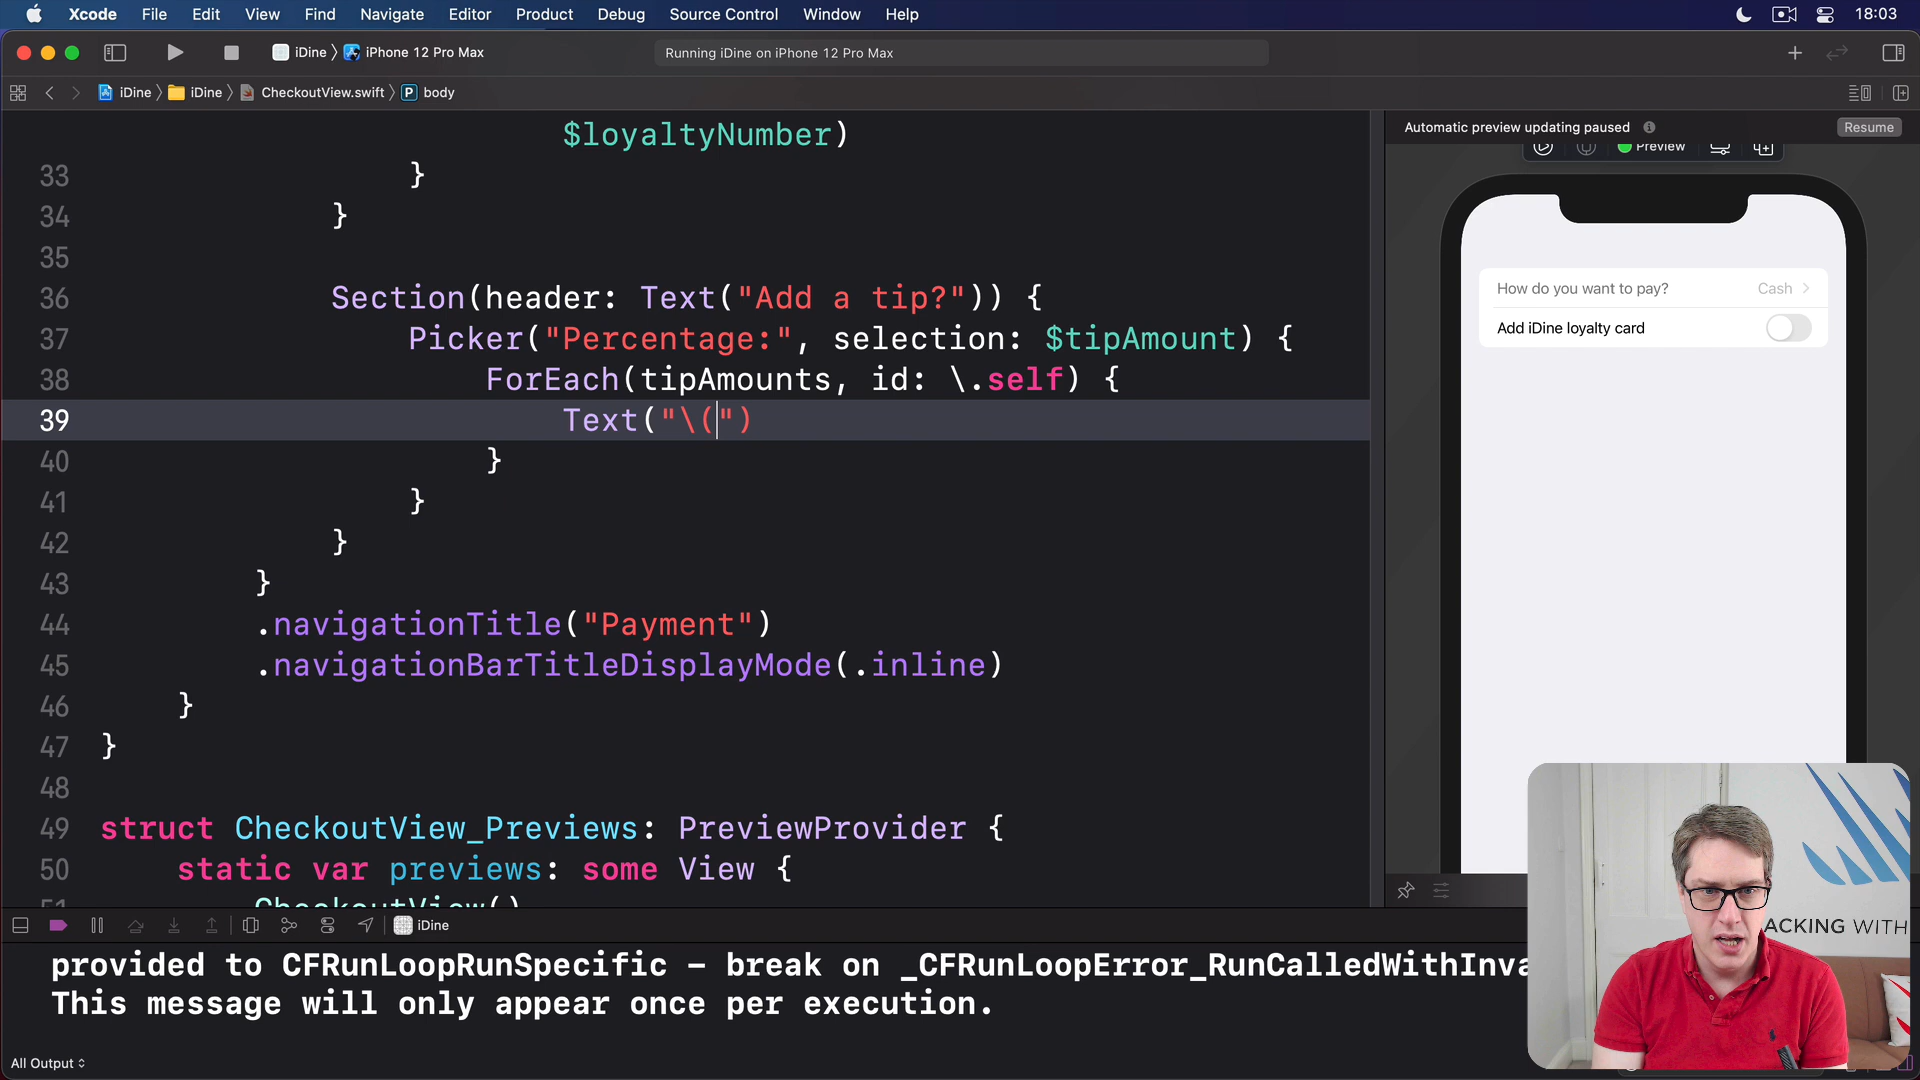 Xcode File Edit View Find Navigate Editor Product Debug Source Control Window Help 18:03
iDine 〉 iPhone 12 Pro Max Running iDine on iPhone 12 Pro Max
iDine 〉 iDine 〉 CheckoutView.swift 〉 P body
$loyaltyNumber)
33 }
34 }
35
36 Section(header: Text("Add a tip?")) {
37 Picker("Percentage:", selection: $tipAmount) {
38 ForEach(tipAmounts, id: \.self) {
39 Text("\(")
40 }
41 }
42 }
43 }
44 .navigationTitle("Payment")
45 .navigationBarTitleDisplayMode(.inline)
46 }
47 }
48
49 struct CheckoutView_Previews: PreviewProvider {
50 static var previews: some View {
51 CheckoutView()
Automatic preview updating paused Resume
Preview
How do you want to pay? Cash
Add iDine loyalty card
iDine
provided to CFRunLoopRunSpecific - break on _CFRunLoopError_RunCalledWithInva
This message will only appear once per execution.
All Output
ACKING WITH